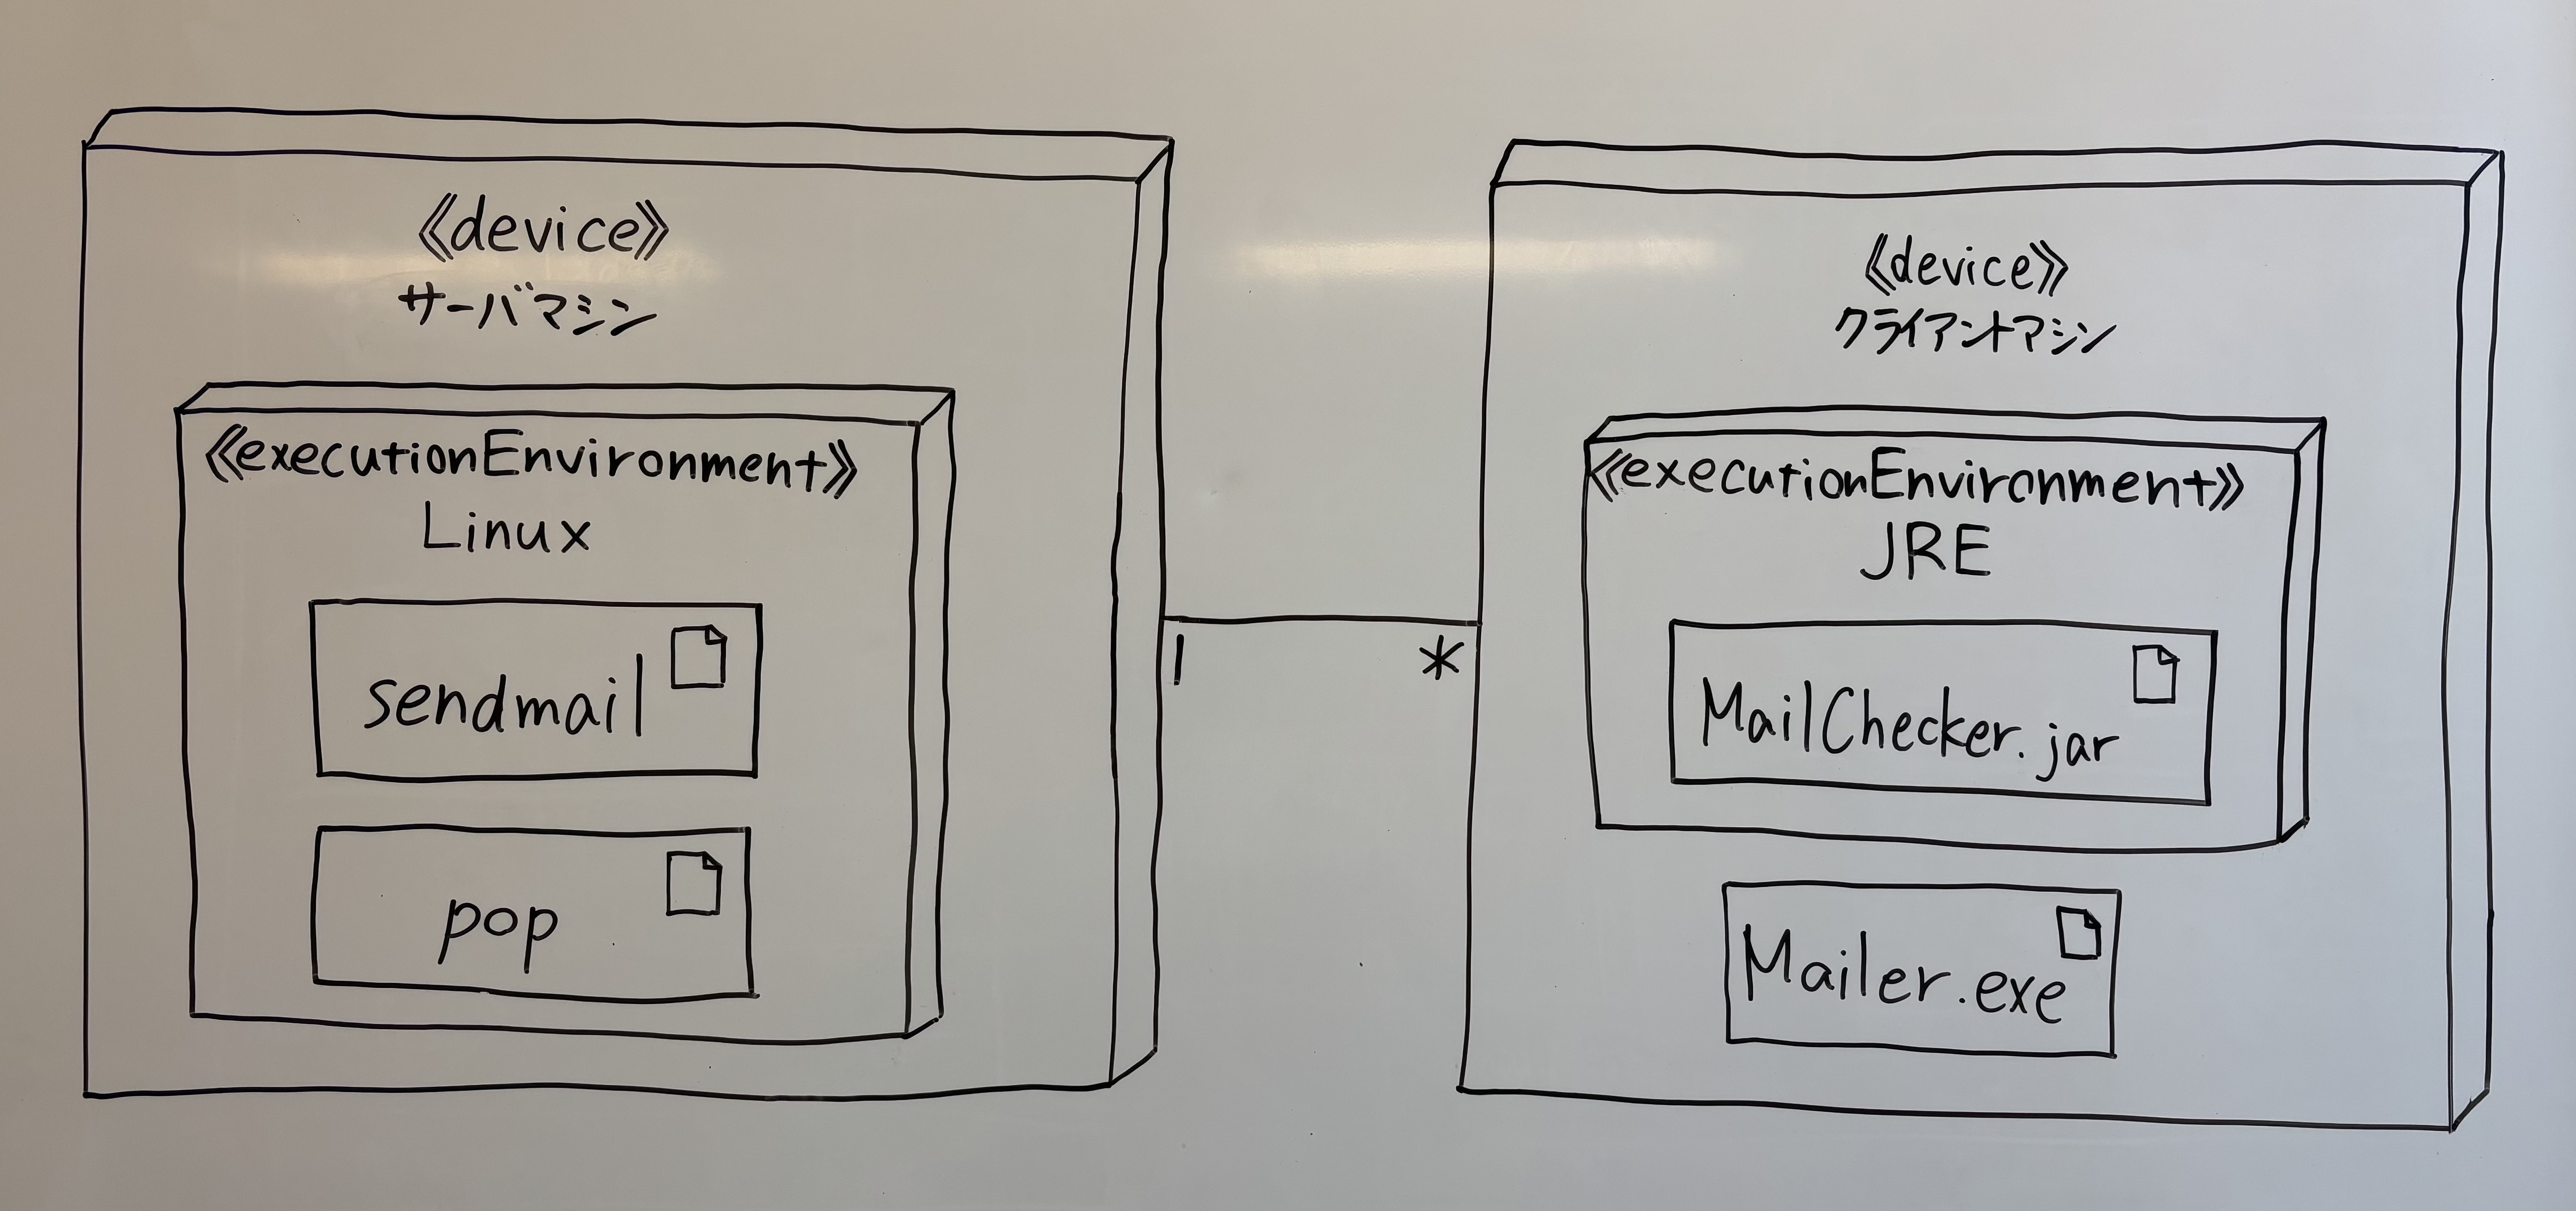 《device》
サーバマシン
《executionEnvironment》
Linux
sendmail
pop
1
*
《device》
クライアントマシン
《executionEnvironment》
JRE
MailChecker.jar
Mailer.exe